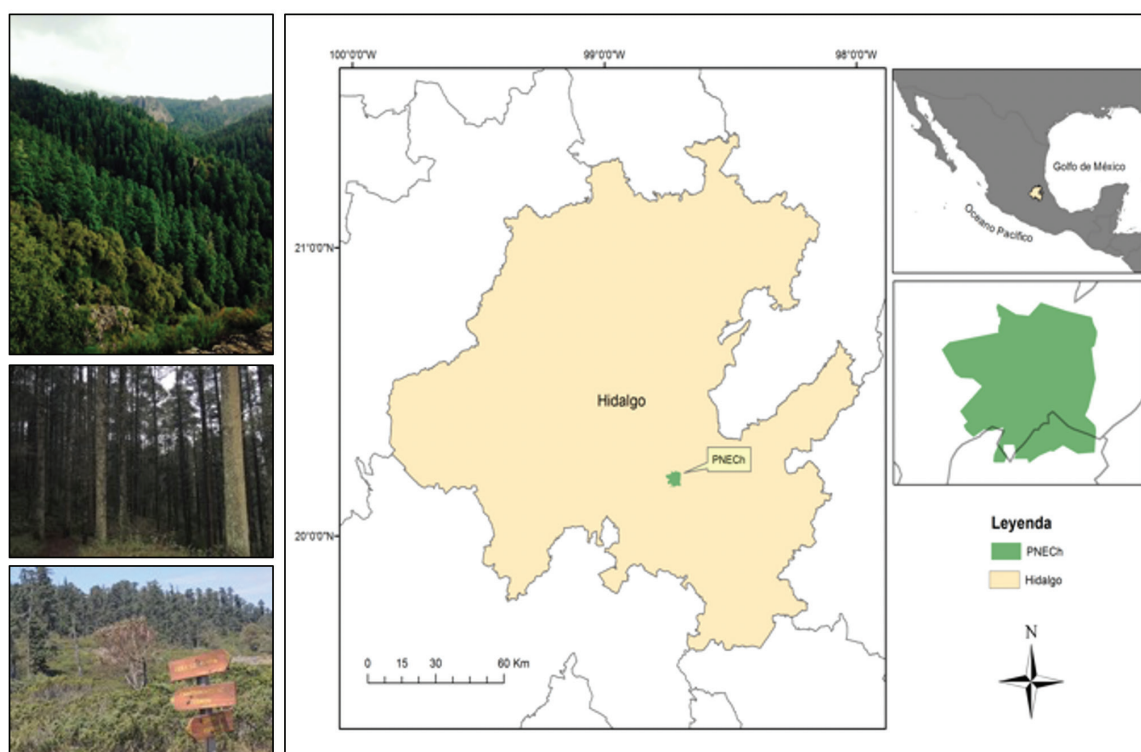 100°0'0"W
99°0'0"W
98°0'0"W
21°0'0"N
20°0'0"N
Hidalgo
PNECh
0 15 30 60 Km
Golfo de México
Oceano Pacífico
Leyenda
PNECh
Hidalgo
N